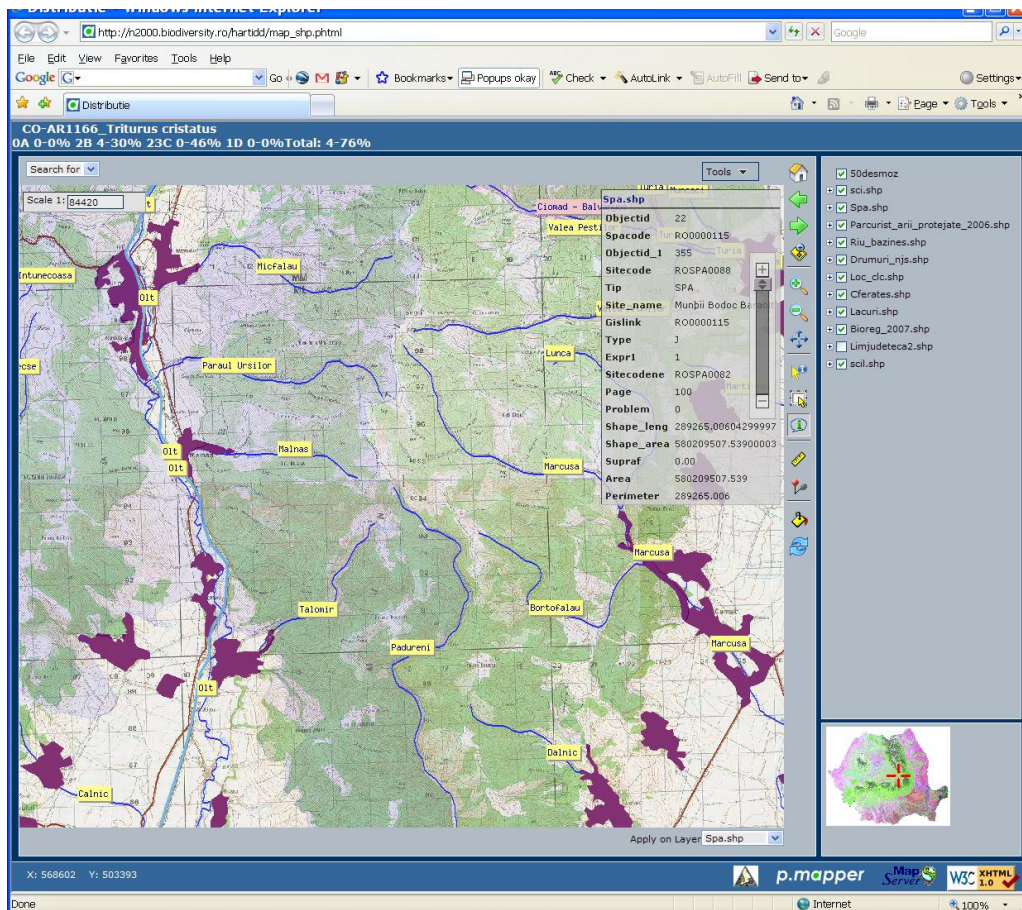 Distributie - Windows Internet Explorer
http://n2000.biodiversity.ro/hartidd/map_shp.phtml
Google
File Edit View Favorites Tools Help
Google G Go Bookmarks Popups okay Check AutoLink AutoFill Send to Settings
Distributie
Page Tools
CO-AR1166_Triturus cristatus
0A 0-0% 2B 4-30% 23C 0-46% 1D 0-0%Total: 4-76%
Search for
Tools
Scale 1: 84420
Spa.shp
Objectid 22
Spacode RO0000115
Objectid_1 355
Sitecode ROSPA0088
Tip SPA
Site_name Munþii Bodoc
Gislink RO0000115
Type J
Expr1 1
Sitecodene ROSPA0082
Page 100
Problem 0
Shape_leng 289265.00604299997
Shape_area 580209507.53900003
Supraf 0.00
Area 580209507.539
Perimeter 289265.006
Ciomad - 
Valea
Turia
Intunecoasa
Micfalau
Olt
Paraul Ursilor
Lunca
Malnas
Olt
Olt
Marcusa
Marcusa
Talomir
Bortofalau
Padureni
Marcusa
Olt
Dalnic
Calnic
50desmoz
sci.shp
Spa.shp
Parcurist_arii_protejate_2006.shp
Riu_bazines.shp
Drumuri_njs.shp
Loc_clc.shp
Cferates.shp
Lacuri.shp
Bioreg_2007.shp
Limjudeteca2.shp
scil.shp
Apply on Layer Spa.shp
X: 568602 Y: 503393
p.mapper
Map Server
W3C XHTML 1.0
Done
Internet
100%